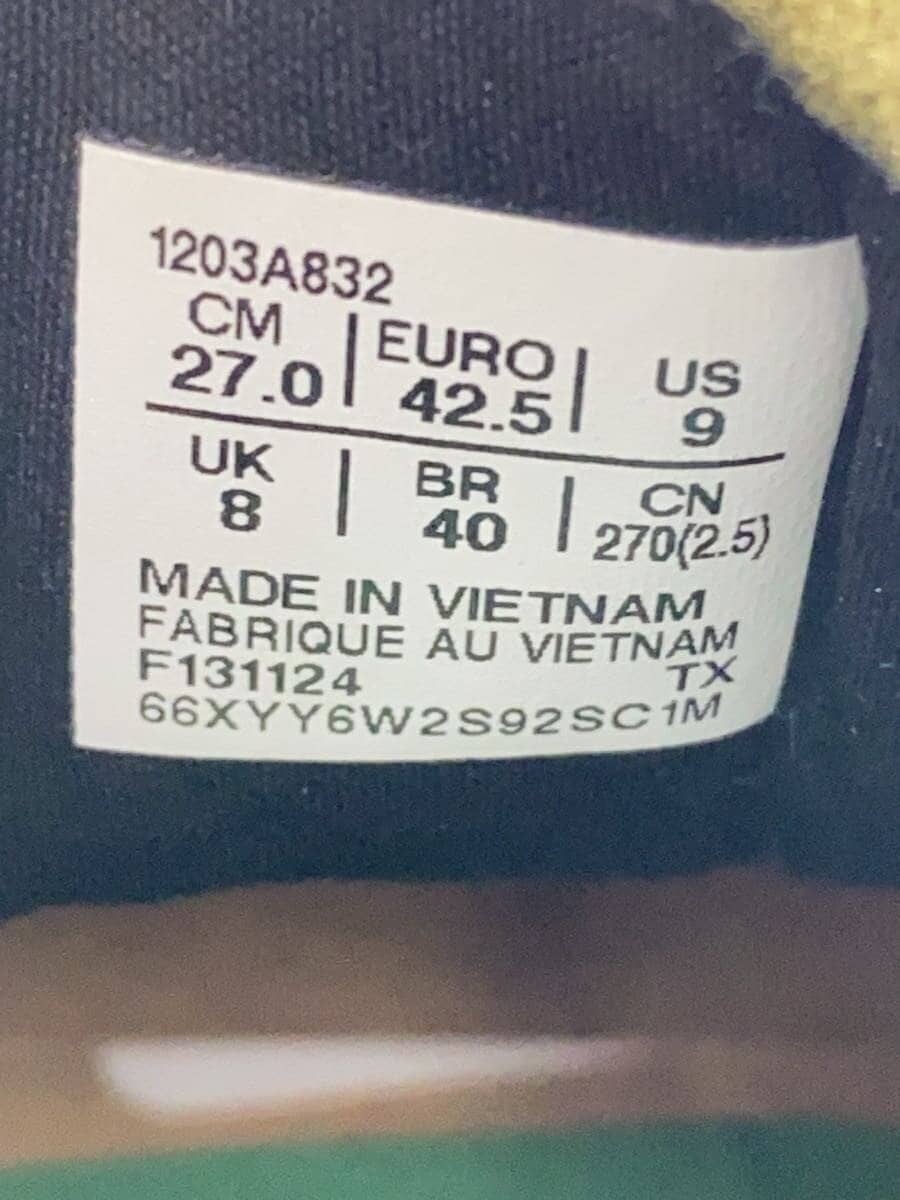 1203A832
CM | EURO | US
27.0 | 42.5 | 9
UK | BR | CN
8 | 40 | 270(2.5)
MADE IN VIETNAM
FABRIQUE AU VIETNAM
F131124 TX
66XYY6W2S92SC1M